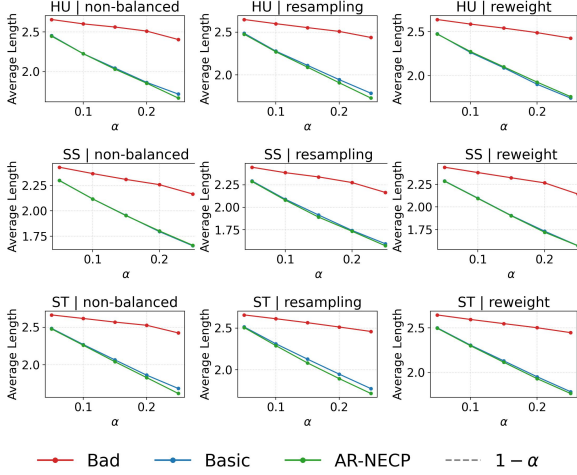 HU | non-balanced
HU | resampling
HU | reweight
Average Length
2.5
2.0
0.1
0.2
α
Average Length
2.5
2.0
0.1
0.2
α
Average Length
2.5
2.0
0.1
0.2
α
SS | non-balanced
SS | resampling
SS | reweight
Average Length
2.25
2.00
1.75
0.1
0.2
α
Average Length
2.25
2.00
1.75
0.1
0.2
α
Average Length
2.25
2.00
1.75
0.1
0.2
α
ST | non-balanced
ST | resampling
ST | reweight
Average Length
2.5
2.0
0.1
0.2
α
Average Length
2.5
2.0
0.1
0.2
α
Average Length
2.5
2.0
0.1
0.2
α
Bad Basic AR-NECP 1 − α